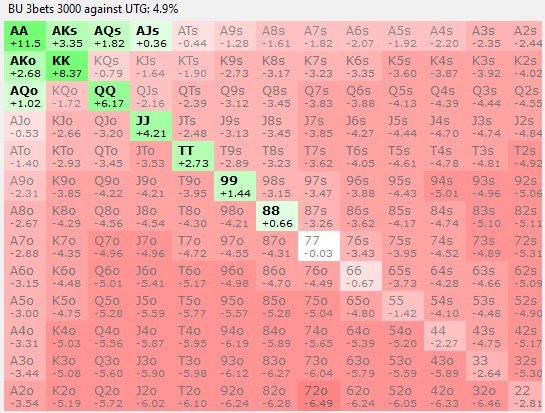 BU 3bets 3000 against UTG: 4.9%
AA AKs AQs AJs ATs A9s A8s A7s A6s A5s A4s A3s A2s
+11.5 +3.35 +1.82 +0.36 -0.44 -1.28 -1.61 -1.82 -2.07 -1.92 -2.20 -2.35 -2.44
AKo KK KQs KJs KTs K9s K8s K7s K6s K5s K4s K3s K2s
+2.68 +8.37 -0.79 -1.64 -1.90 -2.73 -3.17 -3.23 -3.35 -3.60 -3.87 -3.92 -4.02
AQo KQo QQ QJs QTs Q9s Q8s Q7s Q6s Q5s Q4s Q3s Q2s
+1.02 -1.72 +6.17 -2.16 -2.39 -3.12 -3.45 -3.83 -3.88 -4.13 -4.39 -4.44 -4.55
AJo KJo QJo JJ JTs J9s J8s J7s J6s J5s J4s J3s J2s
-0.53 -2.66 -3.20 +4.21 -2.48 -3.13 -3.45 -3.85 -4.27 -4.44 -4.70 -4.74 -4.84
ATo KTo QTo JTo TT T9s T8s T7s T6s T5s T4s T3s T2s
-1.40 -2.93 -3.45 -3.53 +2.73 -2.89 -3.23 -3.62 -4.05 -4.61 -4.78 -4.81 -4.92
A9o K9o Q9o J9o T9o 99 98s 97s 96s 95s 94s 93s 92s
-2.31 -3.85 -4.22 -4.21 -3.95 +1.44 -3.15 -3.47 -3.88 -4.43 -5.01 -4.96 -5.06
A8o K8o Q8o J8o T8o 98o 88 87s 86s 85s 84s 83s 82s
-2.67 -4.29 -4.56 -4.54 -4.30 -4.21 +0.66 -3.26 -3.62 -4.17 -4.74 -5.10 -5.11
A7o K7o Q7o J7o T7o 97o 87o 77 76s 75s 74s 73s 72s
-2.88 -4.35 -4.96 -4.96 -4.72 -4.55 -4.31 -0.03 -3.43 -3.95 -4.52 -4.89 -5.31
A6o K6o Q6o J6o T6o 96o 86o 76o 66 65s 64s 63s 62s
-3.15 -4.48 -5.01 -5.41 -5.17 -4.98 -4.70 -4.49 -0.67 -3.73 -4.28 -4.66 -5.09
A5o K5o Q5o J5o T5o 95o 85o 75o 65o 55 54s 53s 52s
-3.00 -4.75 -5.28 -5.59 -5.77 -5.57 -5.28 -5.04 -4.80 -1.42 -4.10 -4.48 -4.90
A4o K4o Q4o J4o T4o 94o 84o 74o 64o 54o 44 43s 42s
-3.31 -5.03 -5.56 -5.87 -5.95 -6.19 -5.89 -5.65 -5.39 -5.20 -2.27 -4.75 -5.17
A3o K3o Q3o J3o T3o 93o 83o 73o 63o 53o 43o 33 32s
-3.44 -5.08 -5.60 -5.90 -5.98 -6.12 -6.27 -6.04 -5.79 -5.59 -5.89 -2.64 -5.30
A2o K2o Q2o J2o T2o 92o 82o 72o 62o 52o 42o 32o 22
-3.54 -5.19 -5.72 -6.02 -6.10 -6.24 -6.28 -6.49 -6.24 -6.05 -6.33 -6.46 -2.81